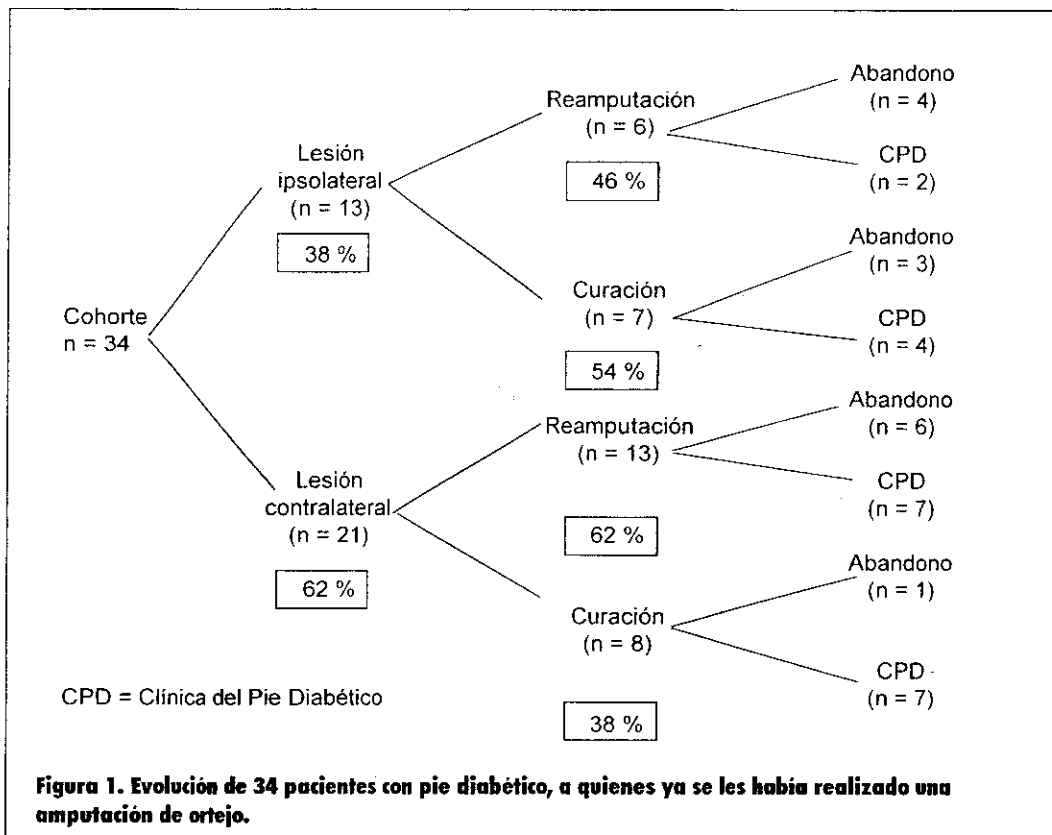 Cohorte
n = 34
Lesión
ipsolateral
(n = 13)
38 %
Reamputación
(n = 6)
46 %
Abandono
(n = 4)
CPD
(n = 2)
Curación
(n = 7)
54 %
Abandono
(n = 3)
CPD
(n = 4)
Lesión
contralateral
(n = 21)
62 %
Reamputación
(n = 13)
62 %
Abandono
(n = 6)
CPD
(n = 7)
Curación
(n = 8)
38 %
Abandono
(n = 1)
CPD
(n = 7)
CPD = Clínica del Pie Diabético
Figura 1. Evolución de 34 pacientes con pie diabético, a quienes ya se les había realizado una
amputación de ortejo.